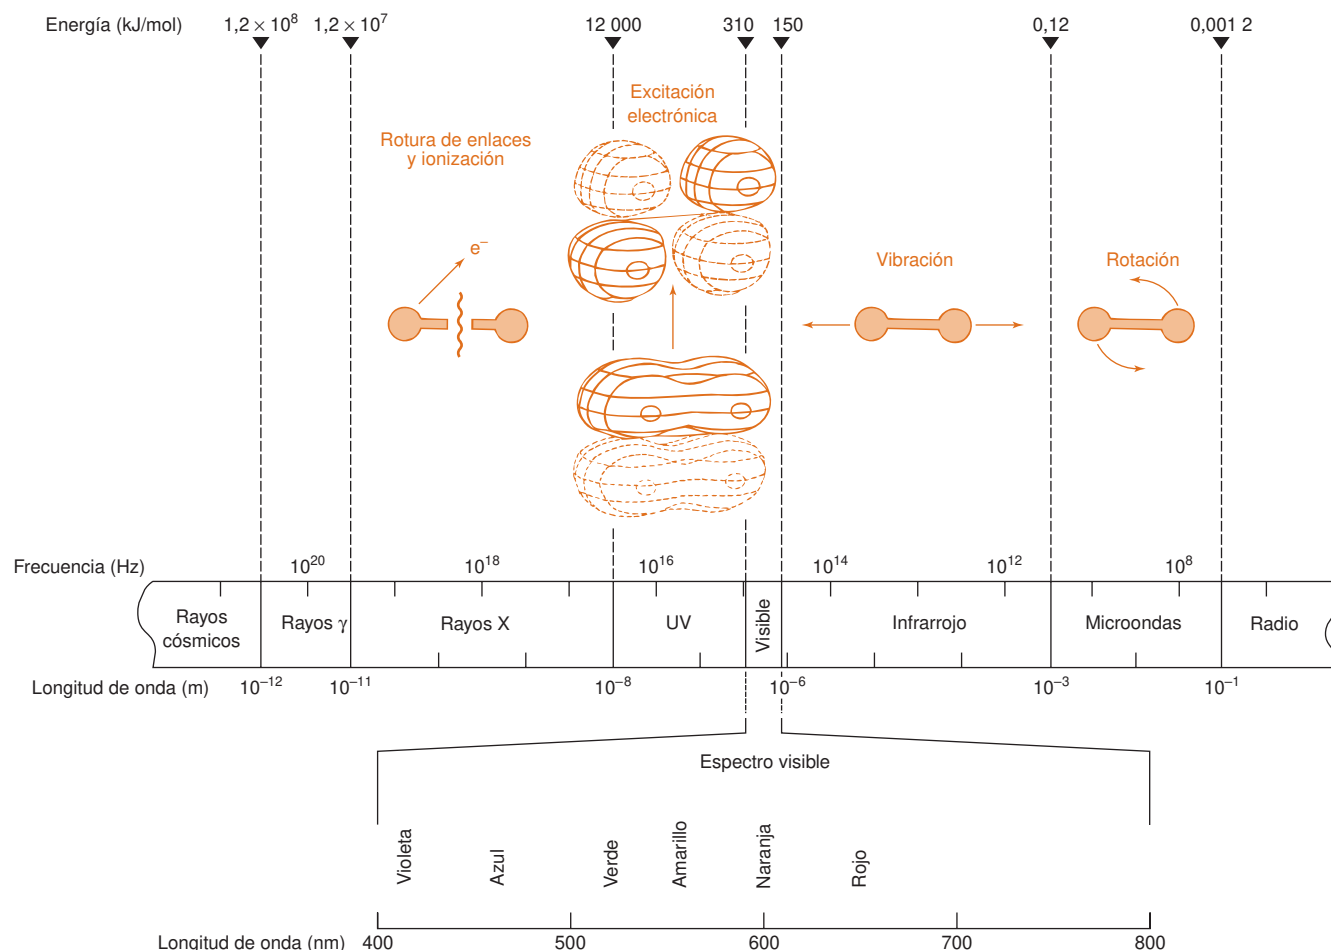 Energía (kJ/mol) 1,2 × 10⁸ 1,2 × 10⁷ 12 000 310 150 0,12 0,001 2
Excitación
electrónica
Rotura de enlaces
y ionización
e⁻
Vibración
Rotación
Frecuencia (Hz) 10²⁰ 10¹⁸ 10¹⁶ 10¹⁴ 10¹² 10⁸
Rayos
cósmicos
Rayos γ
Rayos X
UV
Visible
Infrarrojo
Microondas
Radio
Longitud de onda (m) 10⁻¹² 10⁻¹¹ 10⁻⁸ 10⁻⁶ 10⁻³ 10⁻¹
Espectro visible
Violeta
Azul
Verde
Amarillo
Naranja
Rojo
Longitud de onda (nm) 400 500 600 700 800